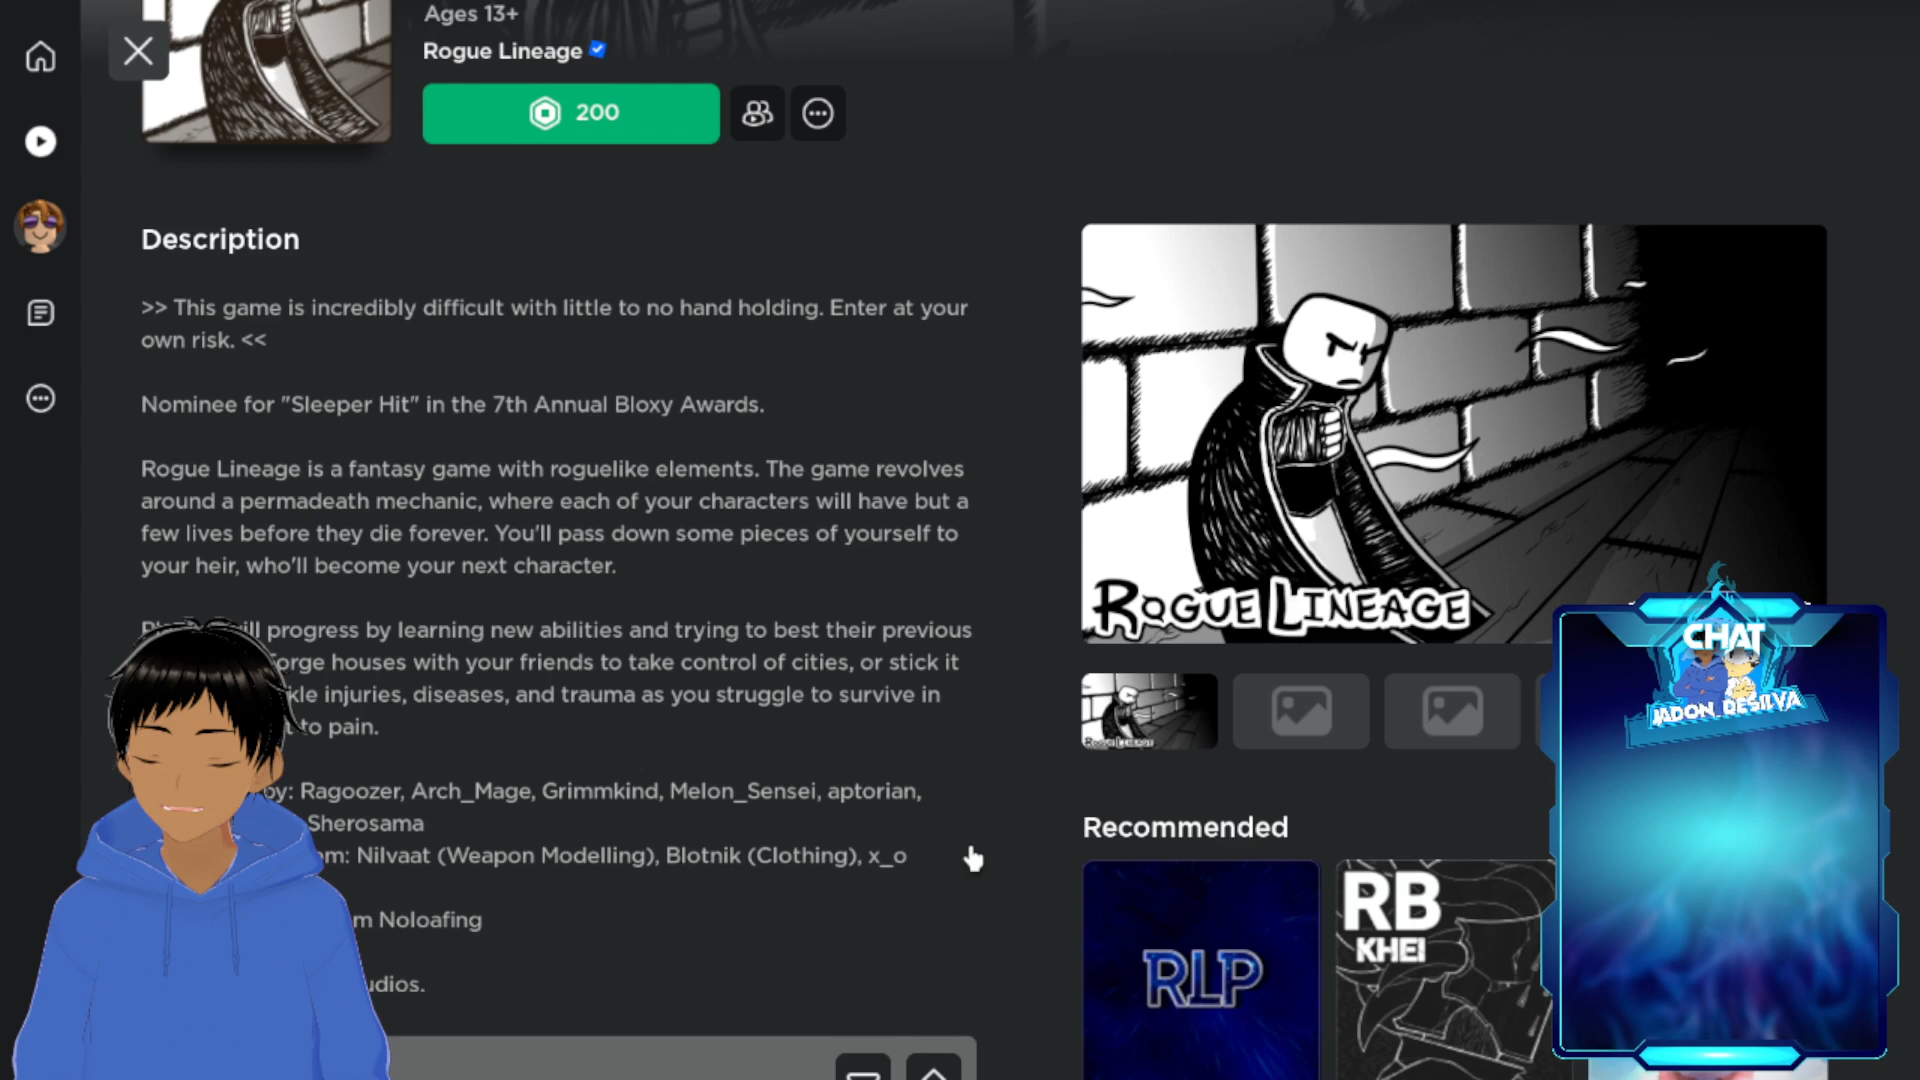 Ages 13+
Rogue Lineage
200
Description
>> This game is incredibly difficult with little to no hand holding. Enter at your
own risk. <<
Nominee for "Sleeper Hit" in the 7th Annual Bloxy Awards.
Rogue Lineage is a fantasy game with roguelike elements. The game revolves
around a permadeath mechanic, where each of your characters will have but a
few lives before they die forever. You'll pass down some pieces of yourself to
your heir, who'll become your next character.
progress by learning new abilities and trying to best their previous
houses with your friends to take control of cities, or stick it
injuries, diseases, and trauma as you struggle to survive in
to pain.
by: Ragoozer, Arch_Mage, Grimmkind, Melon_Sensei, aptorian,
Sherosama
Nilvaat (Weapon Modelling), Blotnik (Clothing), x_o
Noloafing
ROGUE LINEAGE
ROGUE LINEAGE
CHAT
JADON_DESILVA
Recommended
RLP
RB
KHEI